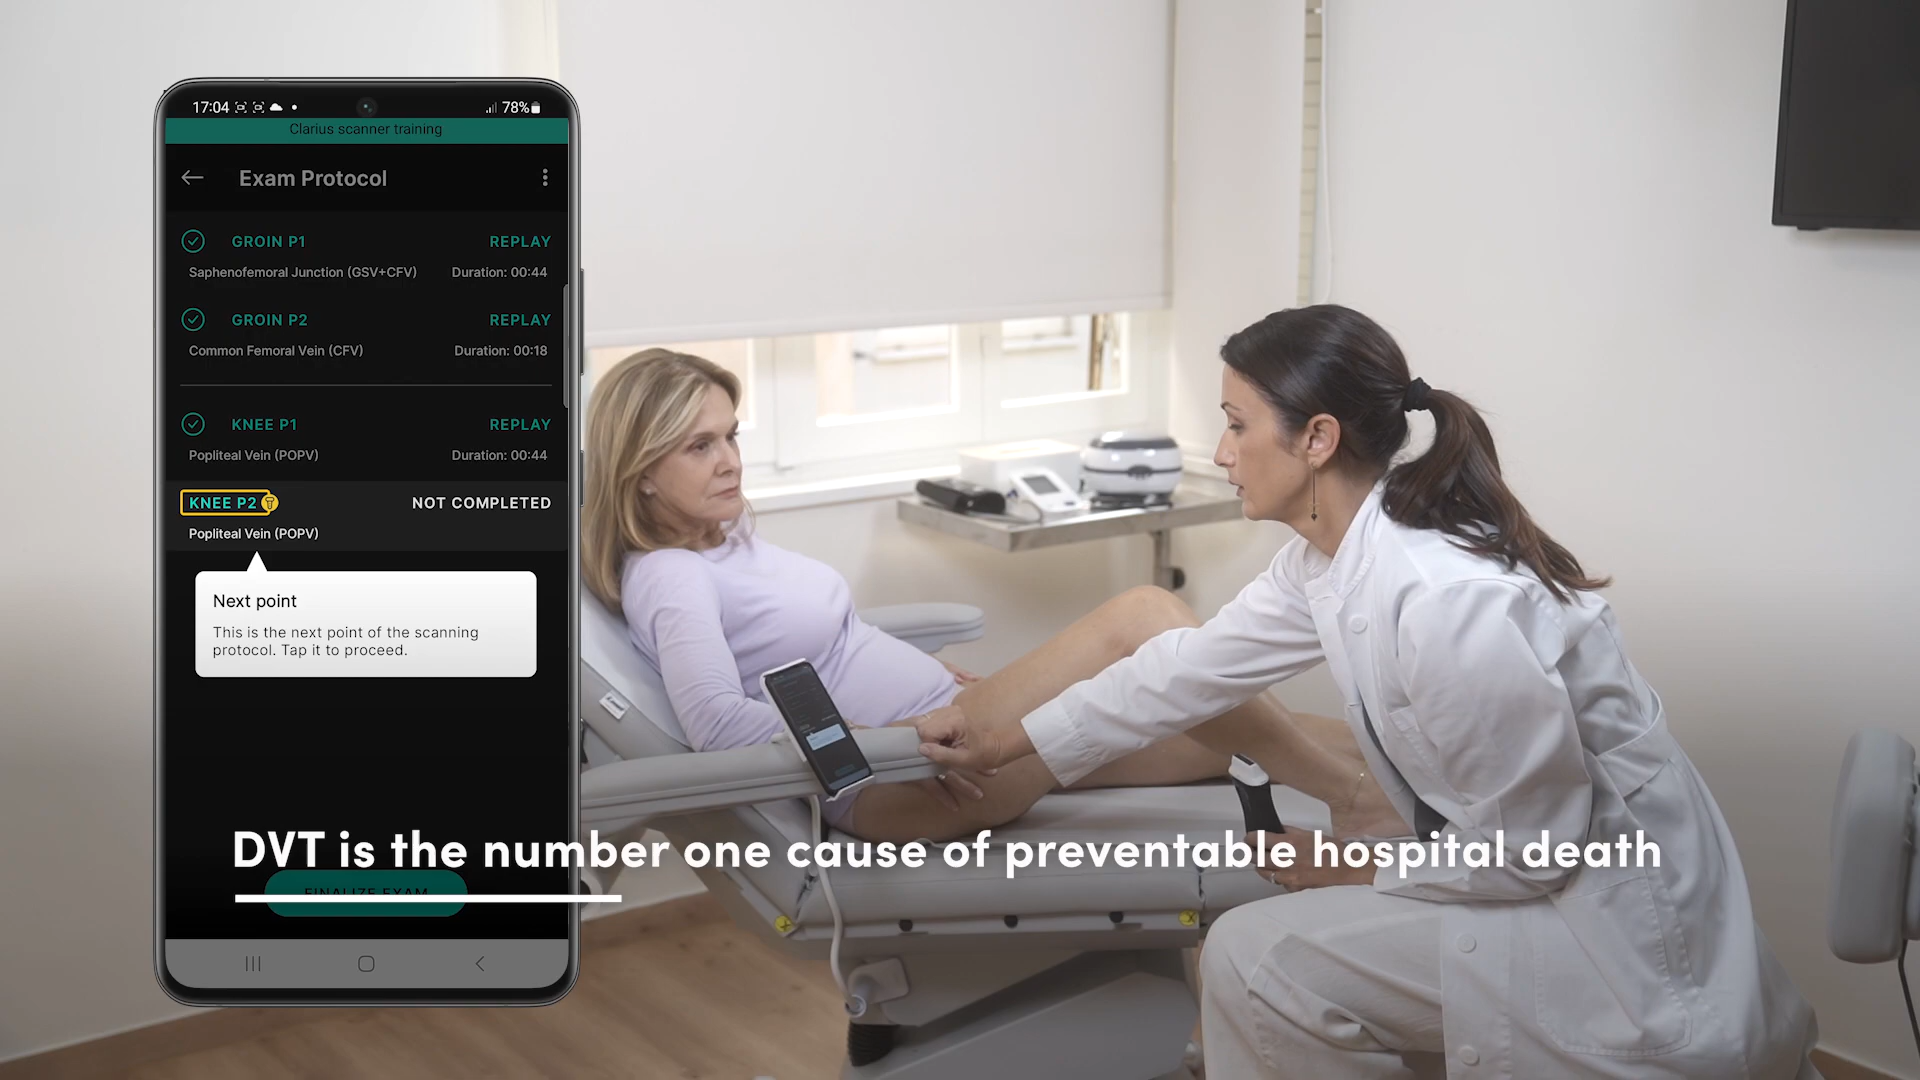 17:04
78%
Clarius scanner training
Exam Protocol
GROIN P1 REPLAY
Saphenofemoral Junction (GSV+CFV) Duration: 00:44
GROIN P2 REPLAY
Common Femoral Vein (CFV) Duration: 00:18
KNEE P1 REPLAY
Popliteal Vein (POPV) Duration: 00:44
KNEE P2 NOT COMPLETED
Popliteal Vein (POPV)
Next point
This is the next point of the scanning
protocol. Tap it to proceed.
DVT is the number one cause of preventable hospital death
FINALIZE EXAM